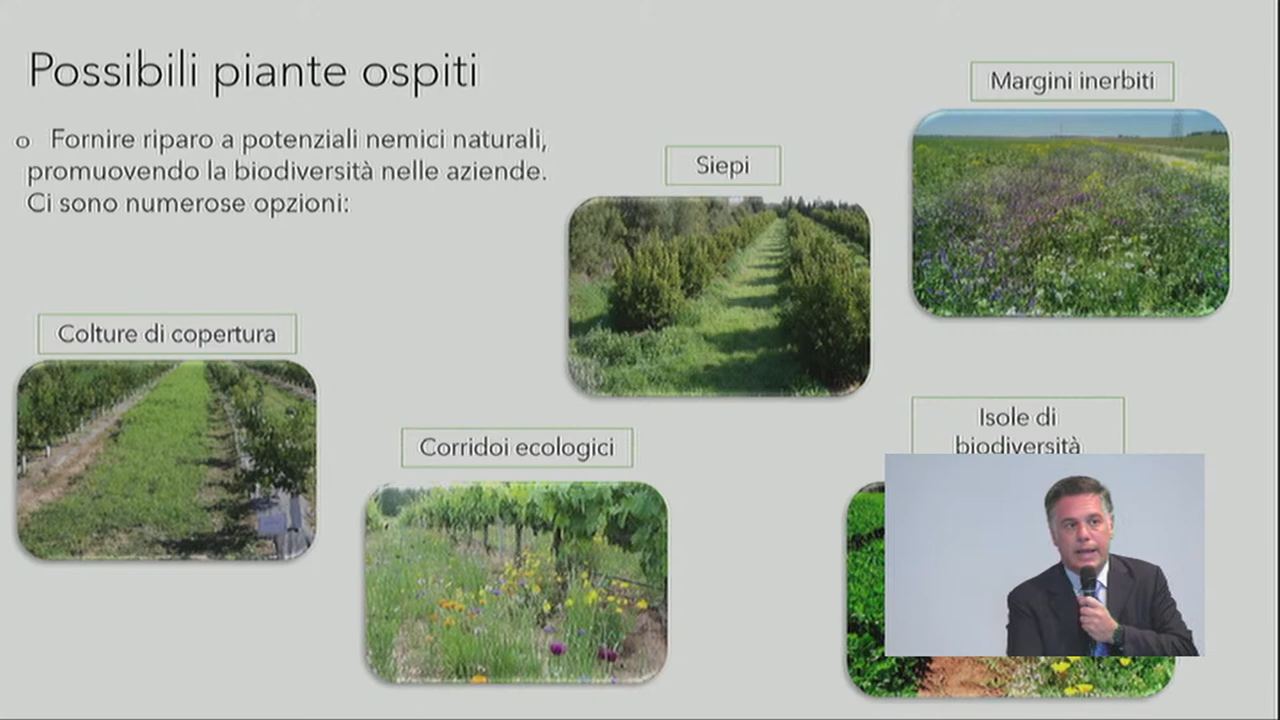 Possibili piante ospiti
o Fornire riparo a potenziali nemici naturali,
promuovendo la biodiversità nelle aziende.
Ci sono numerose opzioni:
Margini inerbiti
Siepi
Colture di copertura
Corridoi ecologici
Isole di
biodiversità